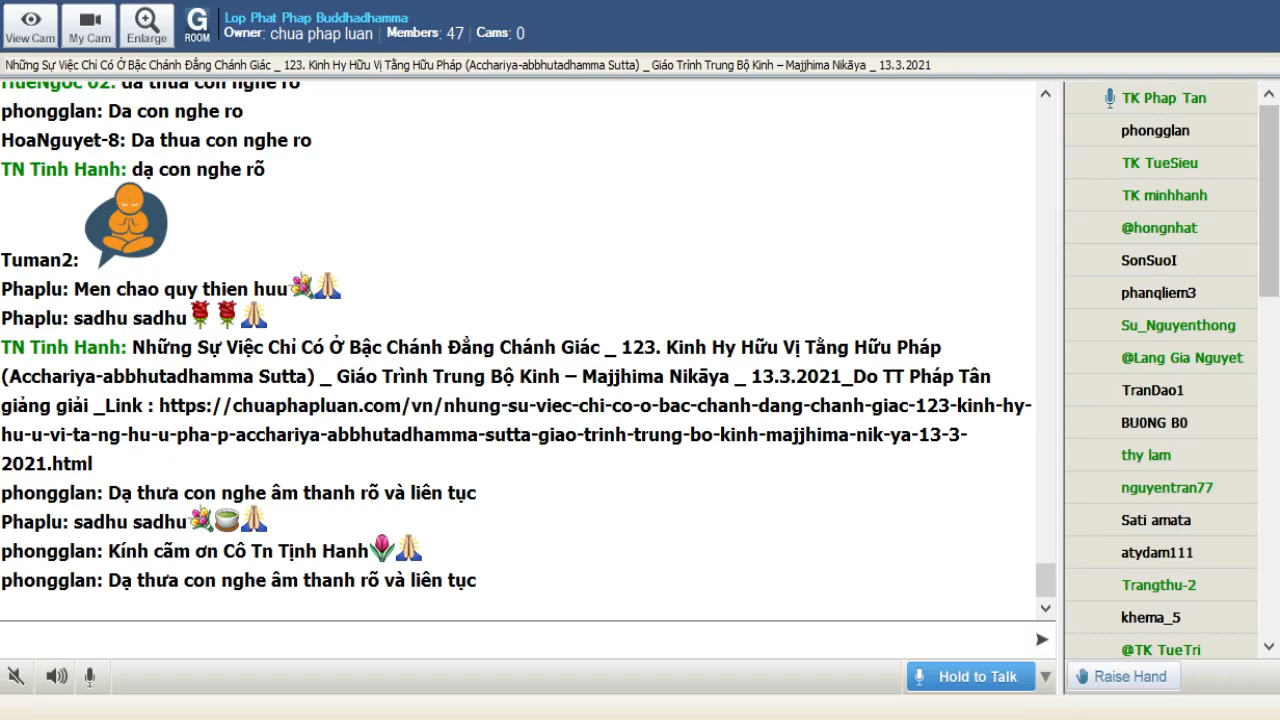 View Cam
My Cam
Enlarge
G
ROOM
Lop Phat Phap Buddhadhamma
Owner: chua phap luan | Members: 47 | Cams: 0
Những Sự Việc Chỉ Có Ở Bậc Chánh Đẳng Chánh Giác _ 123. Kinh Hy Hữu Vị Tằng Hữu Pháp (Acchariya-abbhutadhamma Sutta) _ Giáo Trình Trung Bộ Kinh – Majjhima Nikāya _ 13.3.2021
HueNgoc 02: da thua con nghe ro
phongglan: Da con nghe ro
HoaNguyet-8: Da thua con nghe ro
TN Tinh Hanh: dạ con nghe rõ
Tuman2:
Phaplu: Men chao quy thien huu
Phaplu: sadhu sadhu
TN Tinh Hanh: Những Sự Việc Chỉ Có Ở Bậc Chánh Đẳng Chánh Giác _ 123. Kinh Hy Hữu Vị Tằng Hữu Pháp
(Acchariya-abbhutadhamma Sutta) _ Giáo Trình Trung Bộ Kinh – Majjhima Nikāya _ 13.3.2021_Do TT Pháp Tân
giảng giải _Link : https://chuaphapluan.com/vn/nhung-su-viec-chi-co-o-bac-chanh-dang-chanh-giac-123-kinh-hy-
hu-u-vi-ta-ng-hu-u-pha-p-acchariya-abbhutadhamma-sutta-giao-trinh-trung-bo-kinh-majjhima-nik-ya-13-3-
2021.html
phongglan: Dạ thưa con nghe âm thanh rõ và liên tục
Phaplu: sadhu sadhu
phongglan: Kính cãm ơn Cô Tn Tịnh Hanh
phongglan: Dạ thưa con nghe âm thanh rõ và liên tục
TK Phap Tan
phongglan
TK TueSieu
TK minhhanh
@hongnhat
SonSuoI
phanqliem3
Su_Nguyenthong
@Lang Gia Nguyet
TranDao1
BU0NG B0
thy lam
nguyentran77
Sati amata
atydam111
Trangthu-2
khema_5
@TK TueTri
Hold to Talk
Raise Hand